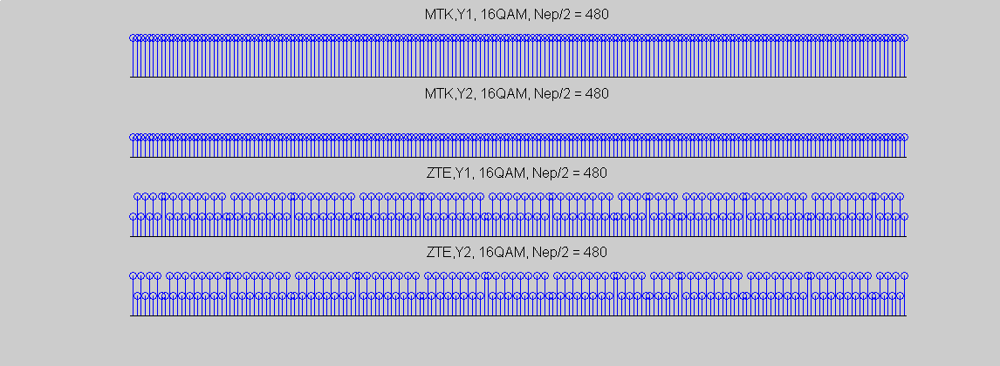 MTK,Y1, 16QAM, Nep/2 = 480
MTK,Y2, 16QAM, Nep/2 = 480
ZTE,Y1, 16QAM, Nep/2 = 480
ZTE,Y2, 16QAM, Nep/2 = 480